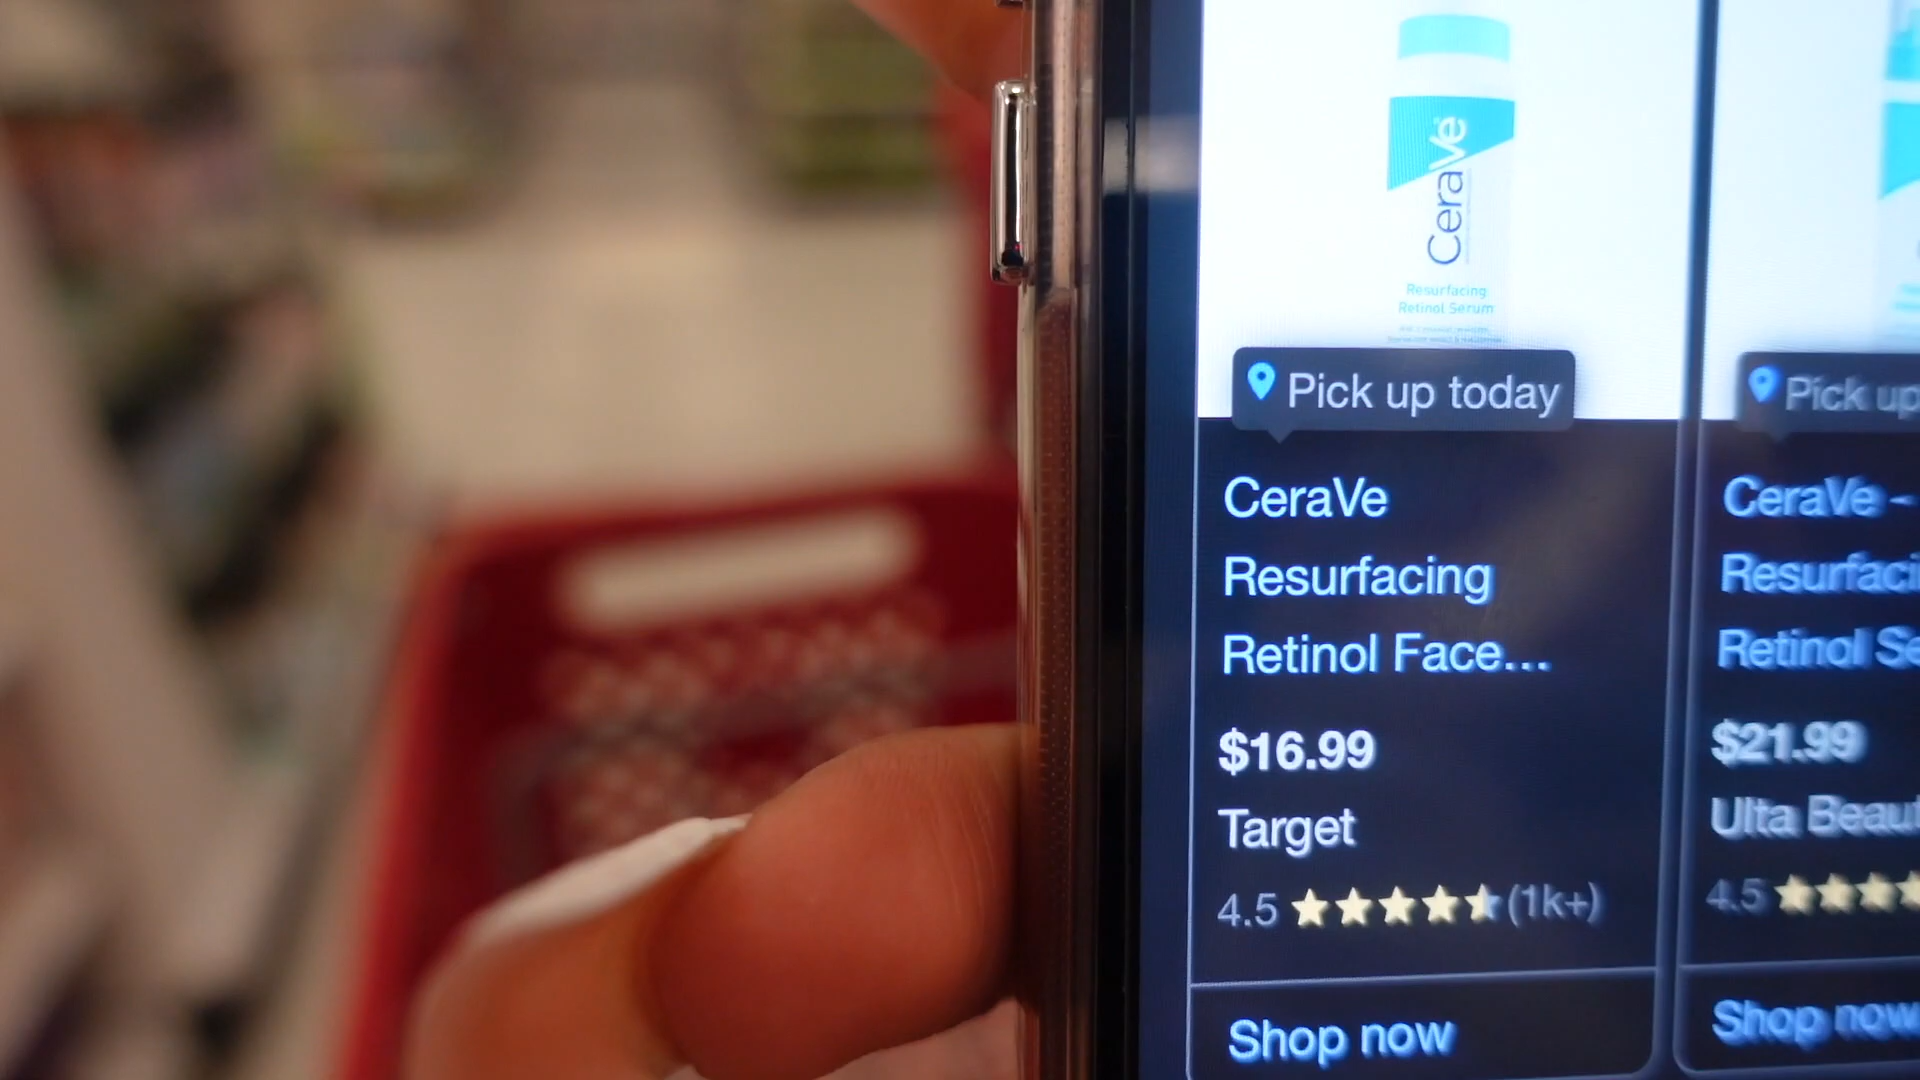 CeraVe
Resurfacing
Retinol Serum
Pick up today
CeraVe
Resurfacing
Retinol Face...
$16.99
Target
4.5 (1k+)
Shop now
Pick up
CeraVe -
Resurfaci
Retinol Se
$21.99
Ulta Beau
4.5
Shop now